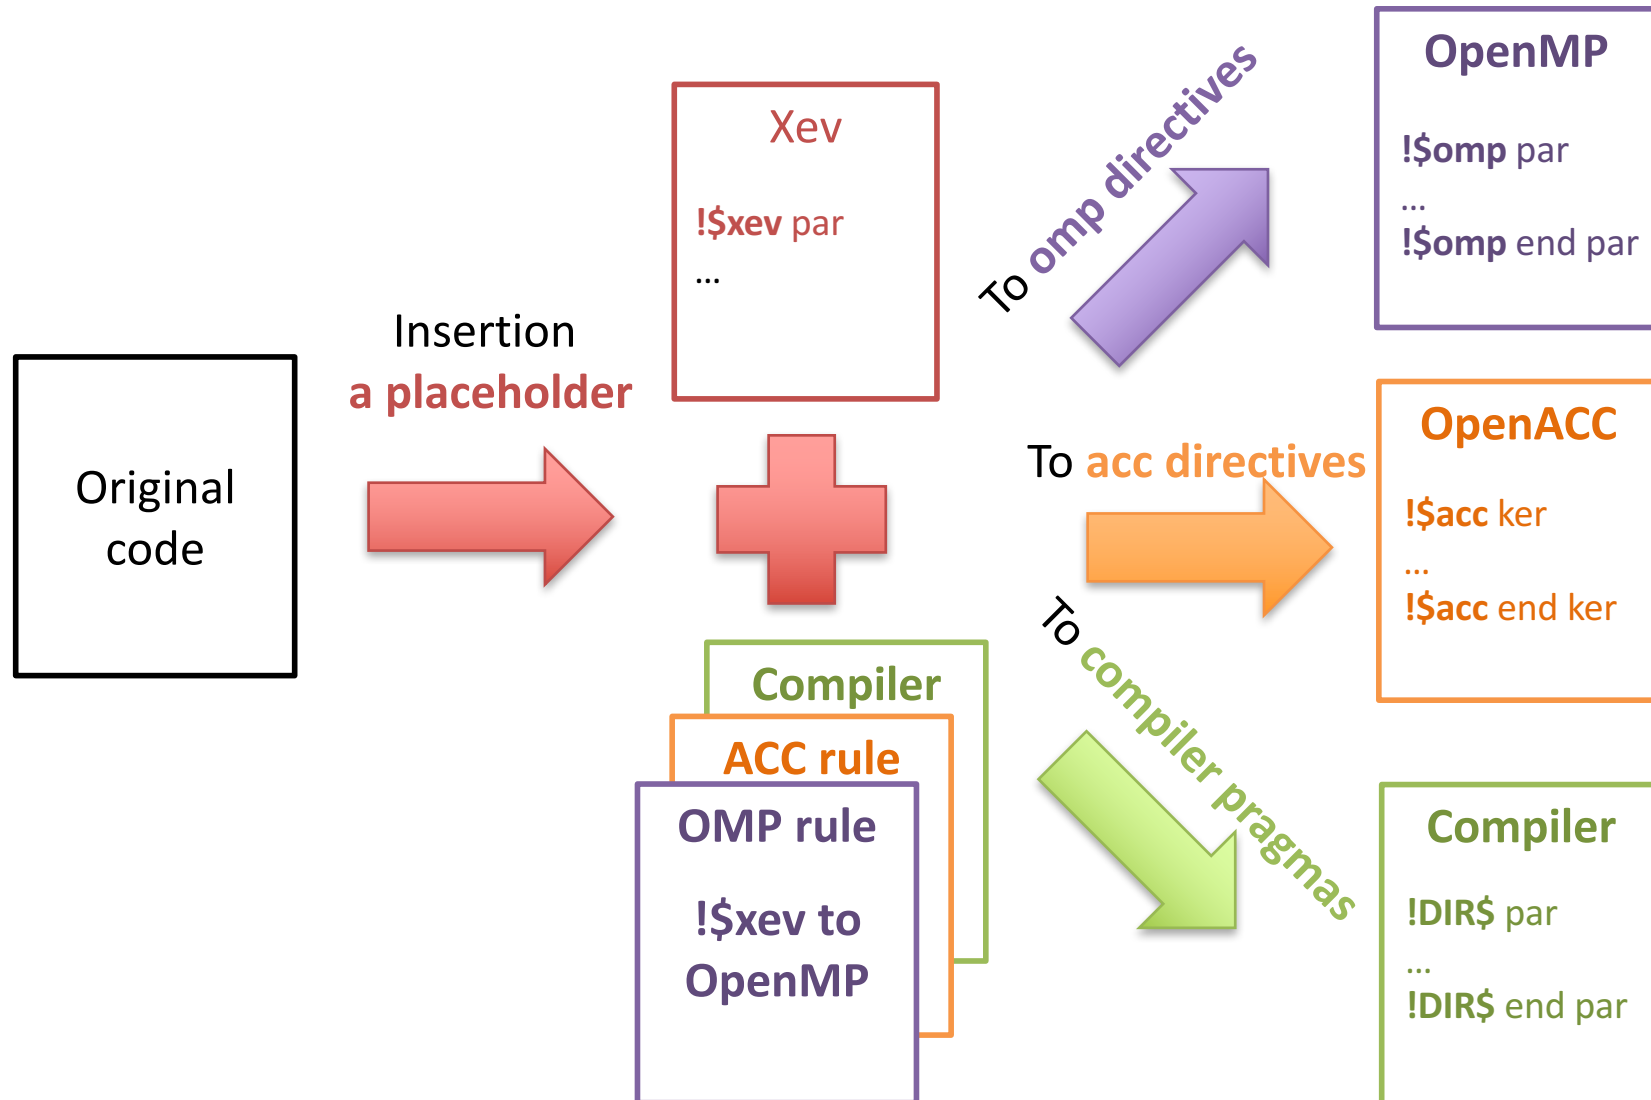 Original
code
Insertion
a placeholder
Xev
!$xev par
...
Compiler
ACC rule
OMP rule
!$xev to
OpenMP
To omp directives
To acc directives
To compiler pragmas
OpenMP
!$omp par
...
!$omp end par
OpenACC
!$acc ker
...
!$acc end ker
Compiler
!DIR$ par
...
!DIR$ end par